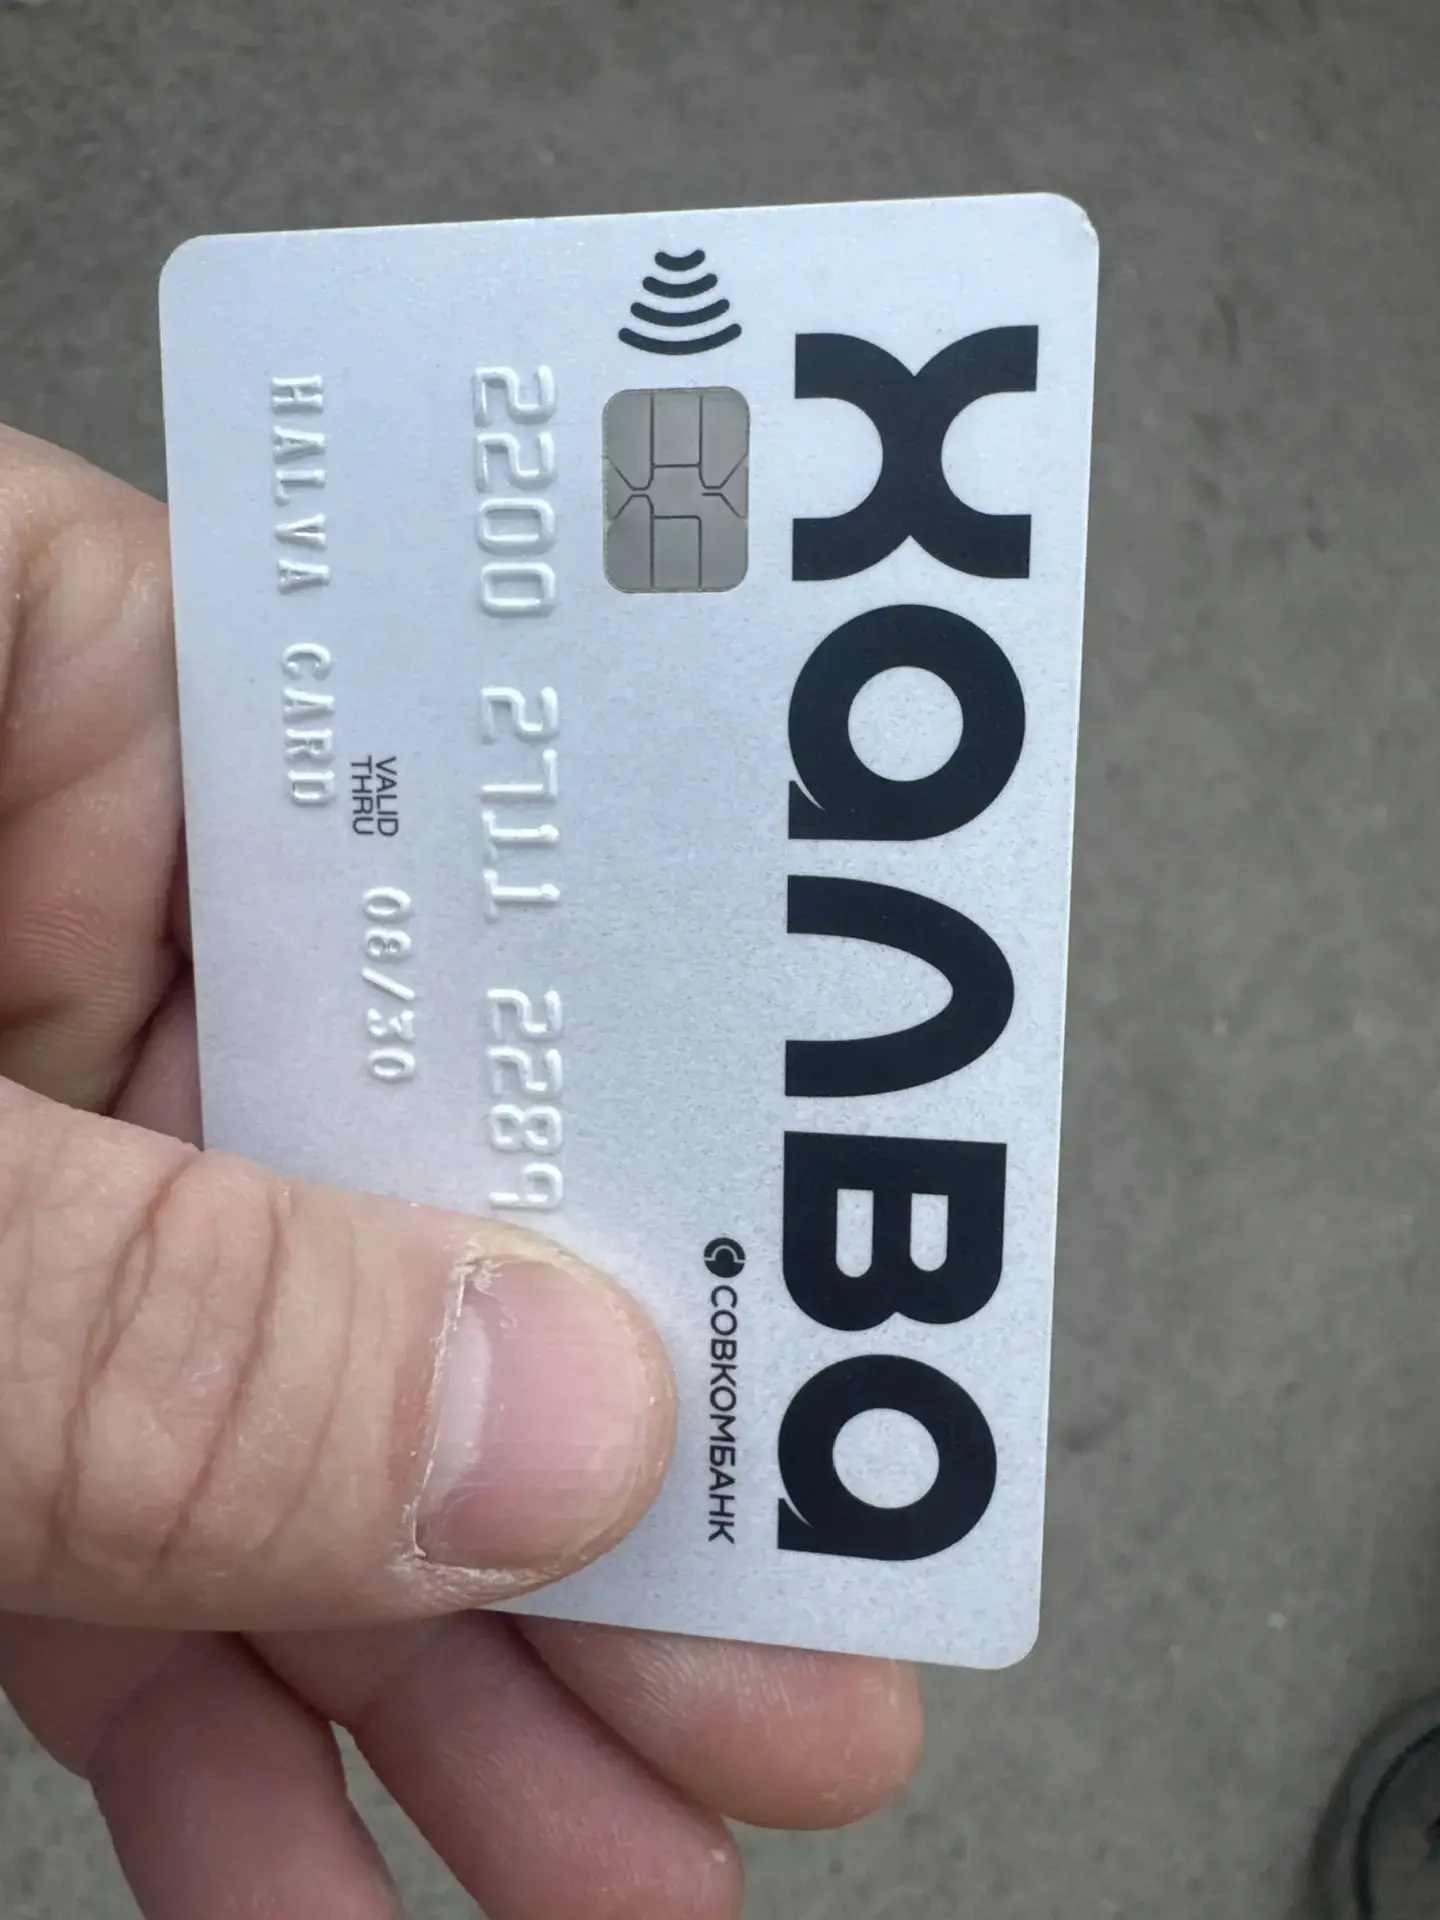 халва
СОВКОМБАНК
2200 2711 2289
VALID
THRU
08/30
HALVA CARD